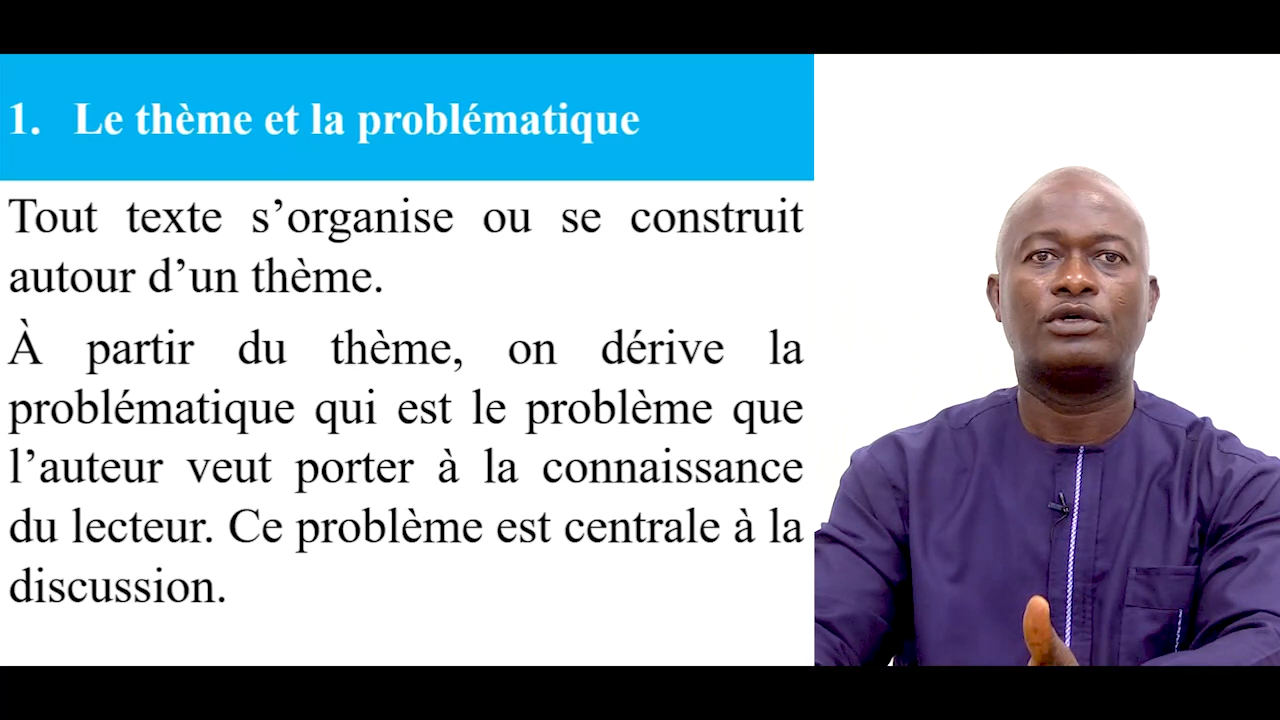 1. Le thème et la problématique
Tout texte s’organise ou se construit
autour d’un thème.
À partir du thème, on dérive la
problématique qui est le problème que
l’auteur veut porter à la connaissance
du lecteur. Ce problème est centrale à la
discussion.